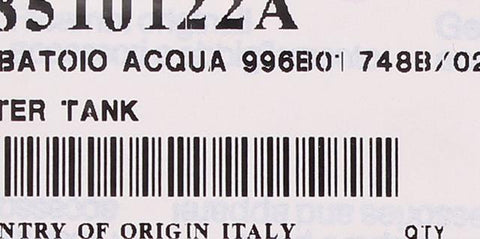 8510122A
BATOIO ACQUA 996B01 748B/02
TER TANK
NTRY OF ORIGIN ITALY QTY